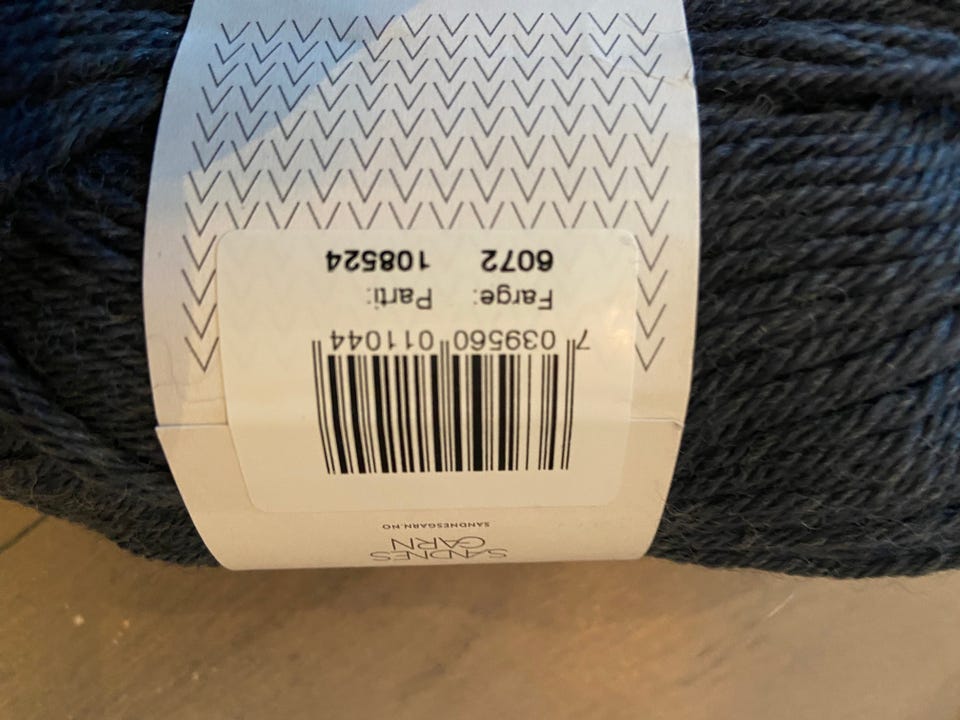 SANDNES
GARN
SANDNESGARN.NO
7 039560 011044
Farge: Parti:
6072 108524